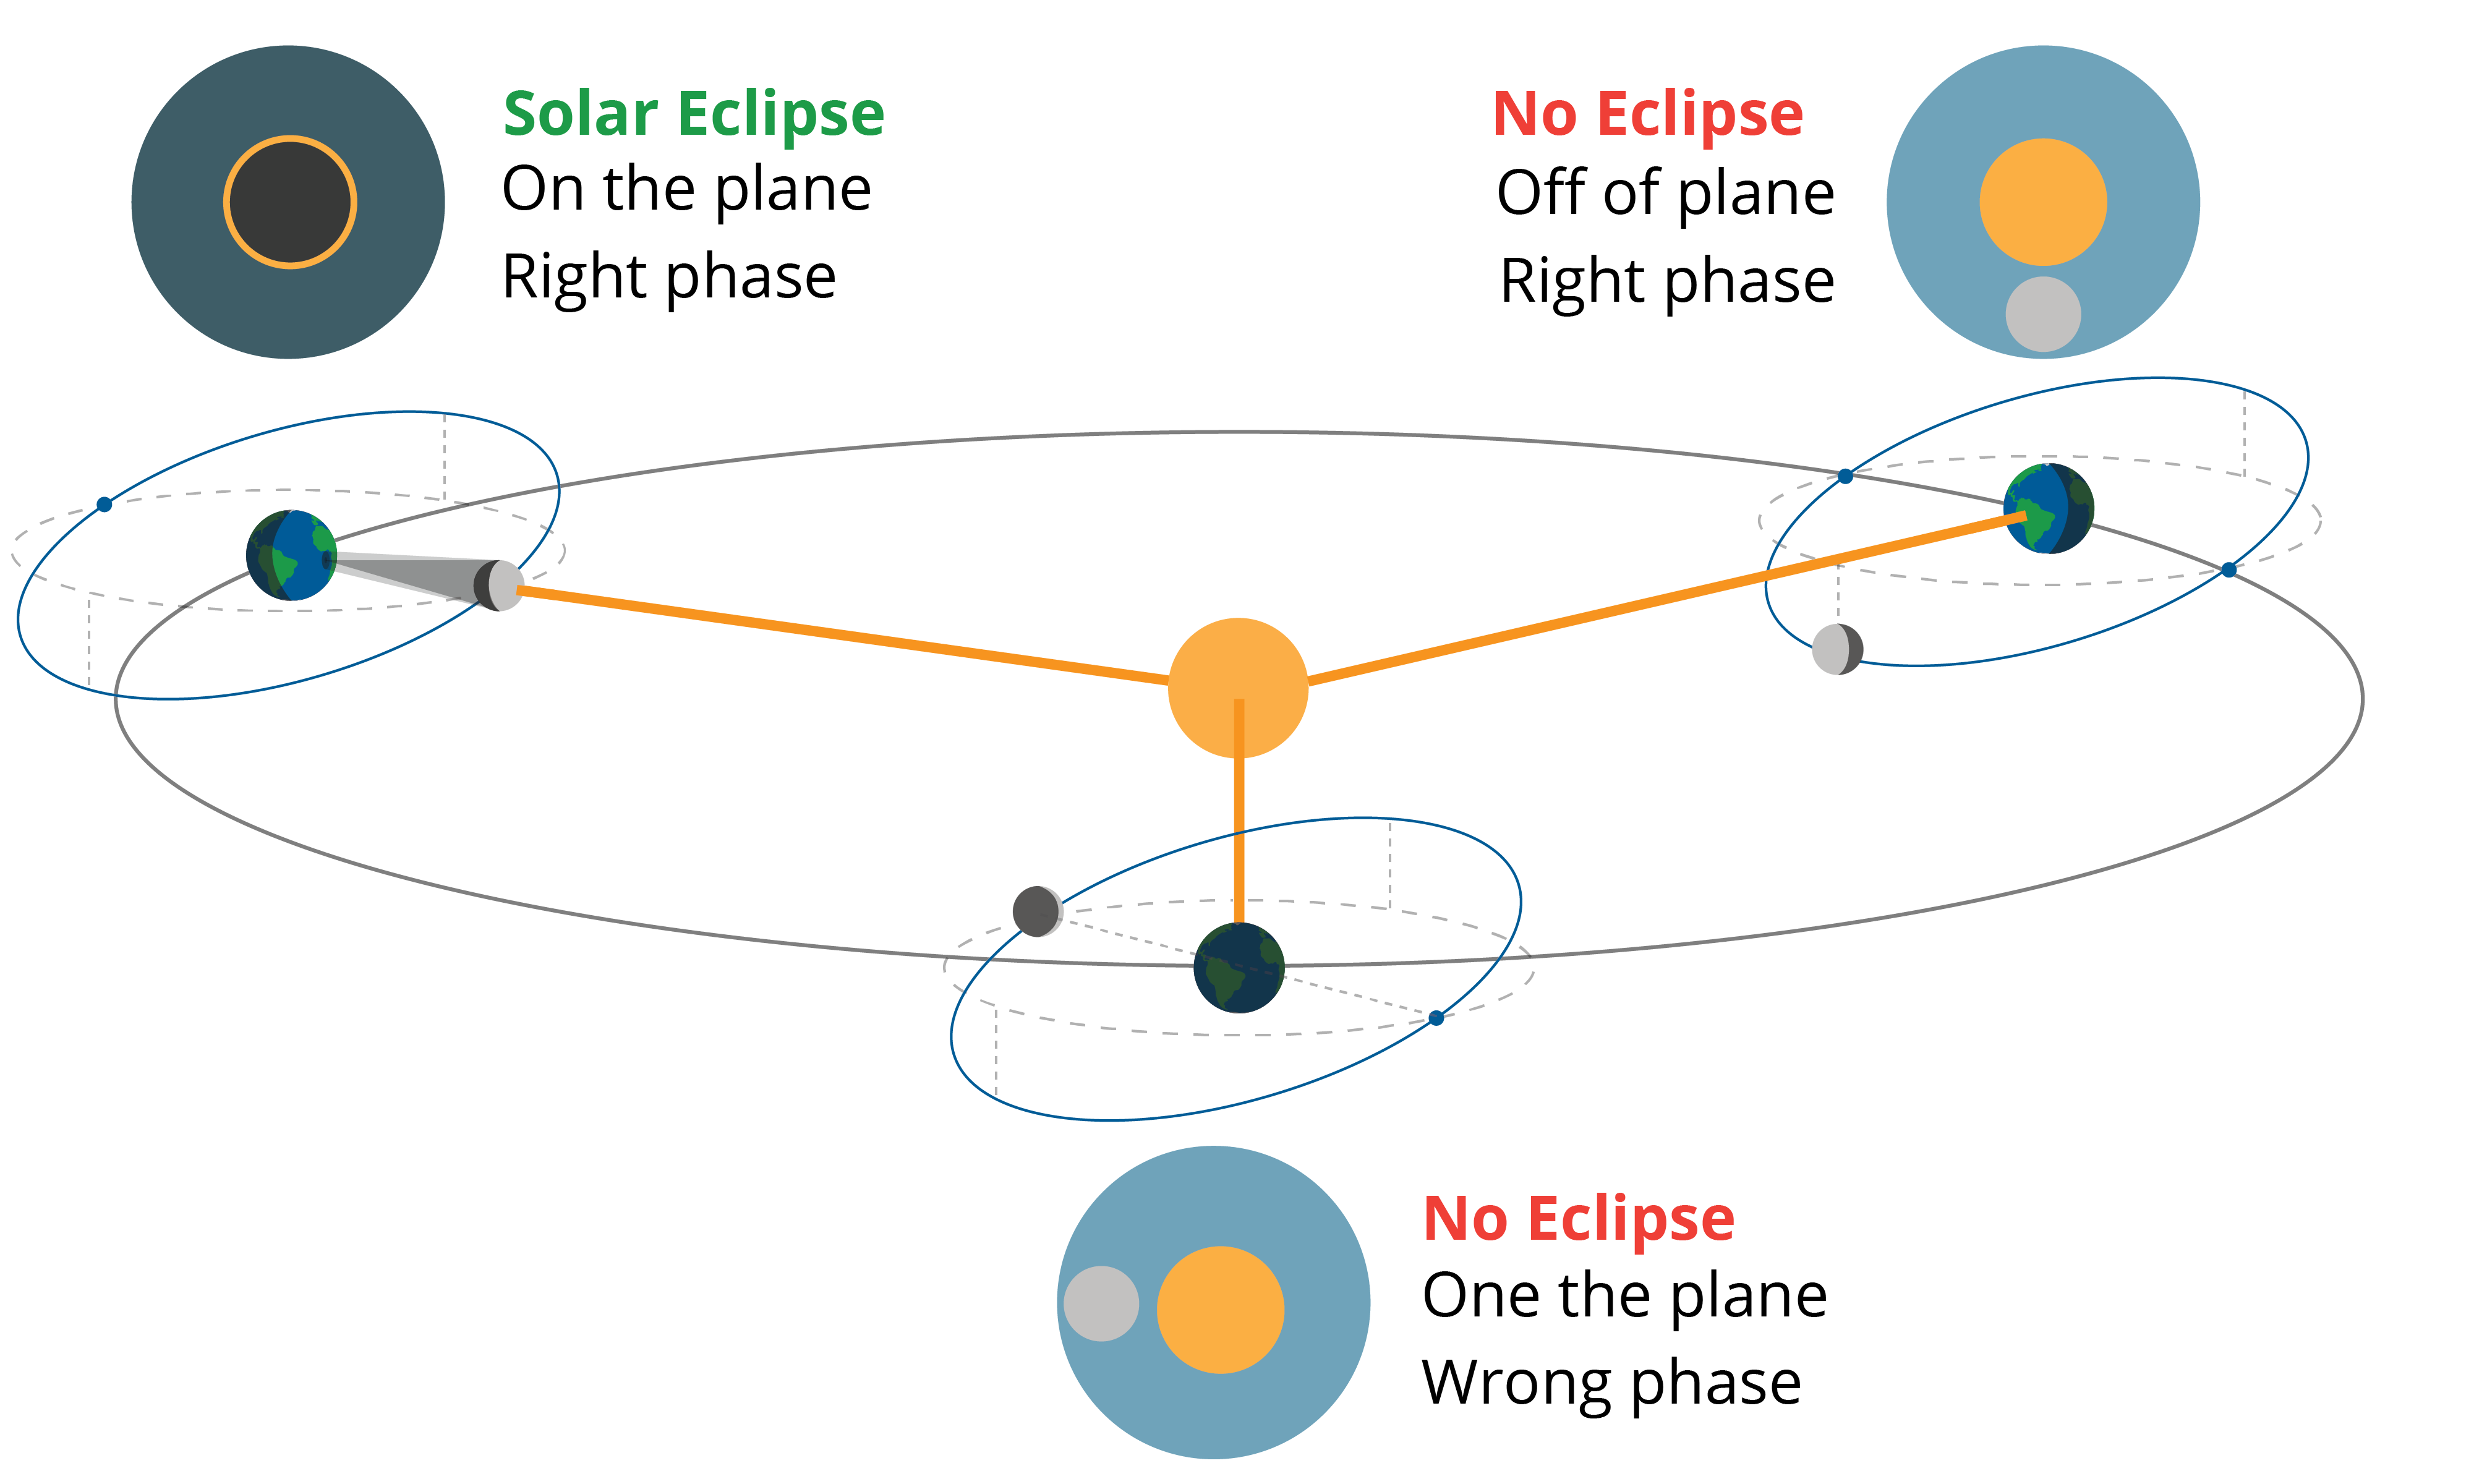 Solar Eclipse
On the plane
Right phase
No Eclipse
Off of plane
Right phase
No Eclipse
One the plane
Wrong phase